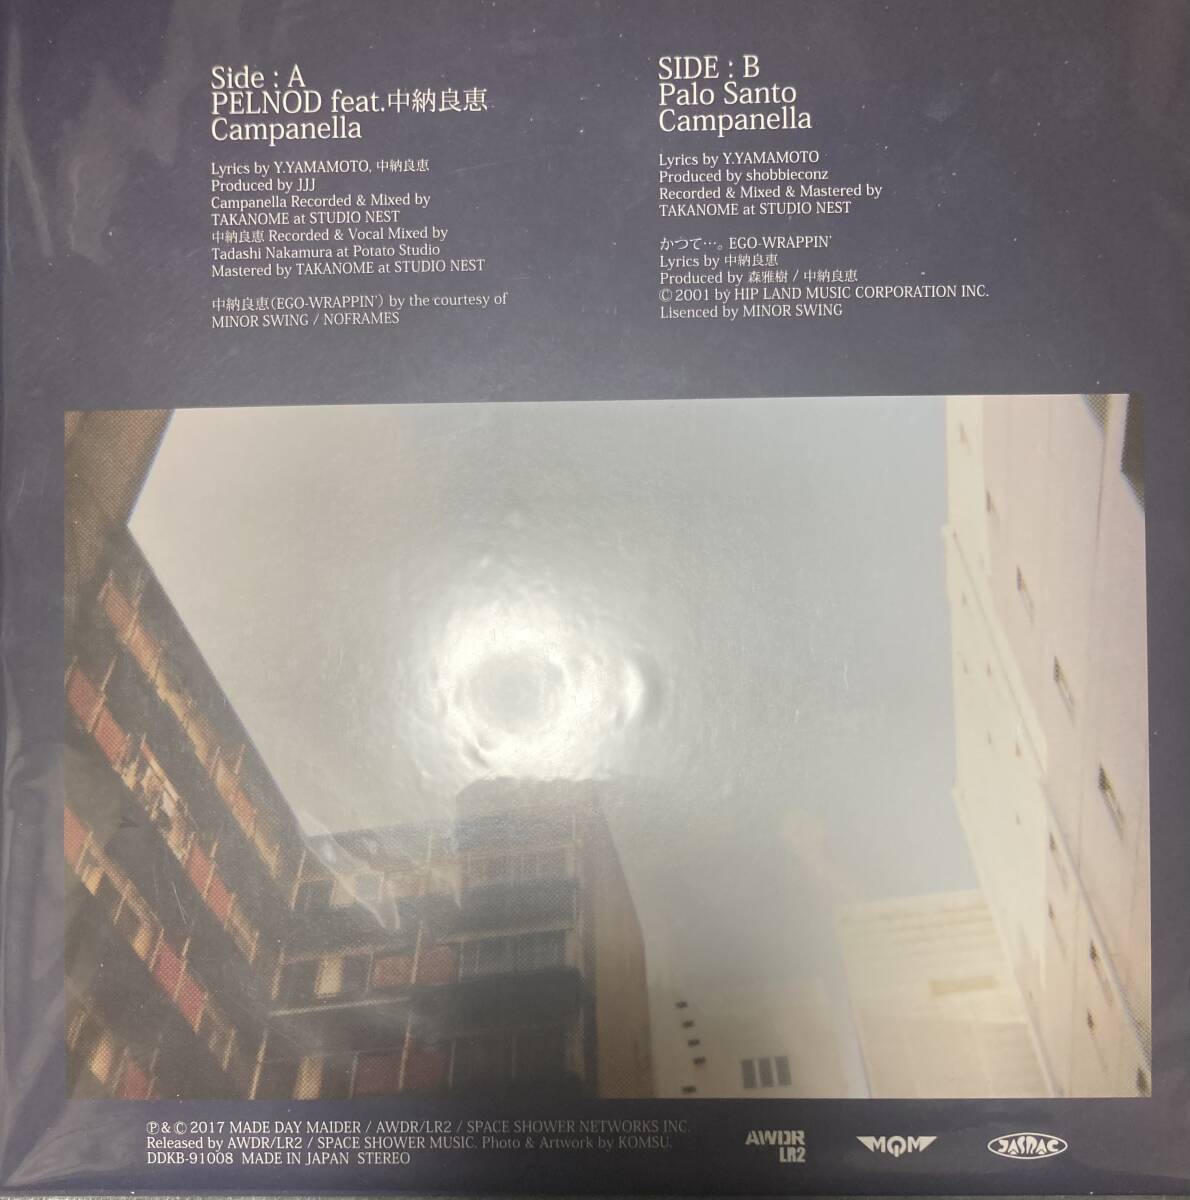 Side : A
PELNOD feat.中納良恵
Campanella
Lyrics by Y.YAMAMOTO, 中納良恵
Produced by JJJ
Campanella Recorded & Mixed by
TAKANOME at STUDIO NEST
中納良恵 Recorded & Vocal Mixed by
Tadashi Nakamura at Potato Studio
Mastered by TAKANOME at STUDIO NEST
中納良恵(EGO-WRAPPIN') by the courtesy of
MINOR SWING / NOFRAMES
SIDE : B
Palo Santo
Campanella
Lyrics by Y.YAMAMOTO
Produced by shobbieconz
Recorded & Mixed & Mastered by
TAKANOME at STUDIO NEST
かつて…。EGO-WRAPPIN'
Lyrics by 中納良恵
Produced by 森雅樹 / 中納良恵
© 2001 by HIP LAND MUSIC CORPORATION INC.
Lisenced by MINOR SWING
℗ & © 2017 MADE DAY MAIDER / AWDR/LR2 / SPACE SHOWER NETWORKS INC.
Released by AWDR/LR2 / SPACE SHOWER MUSIC. Photo & Artwork by KOMSU.
DDKB-91008 MADE IN JAPAN STEREO
AWDR
LR2
MQM
JASRAC